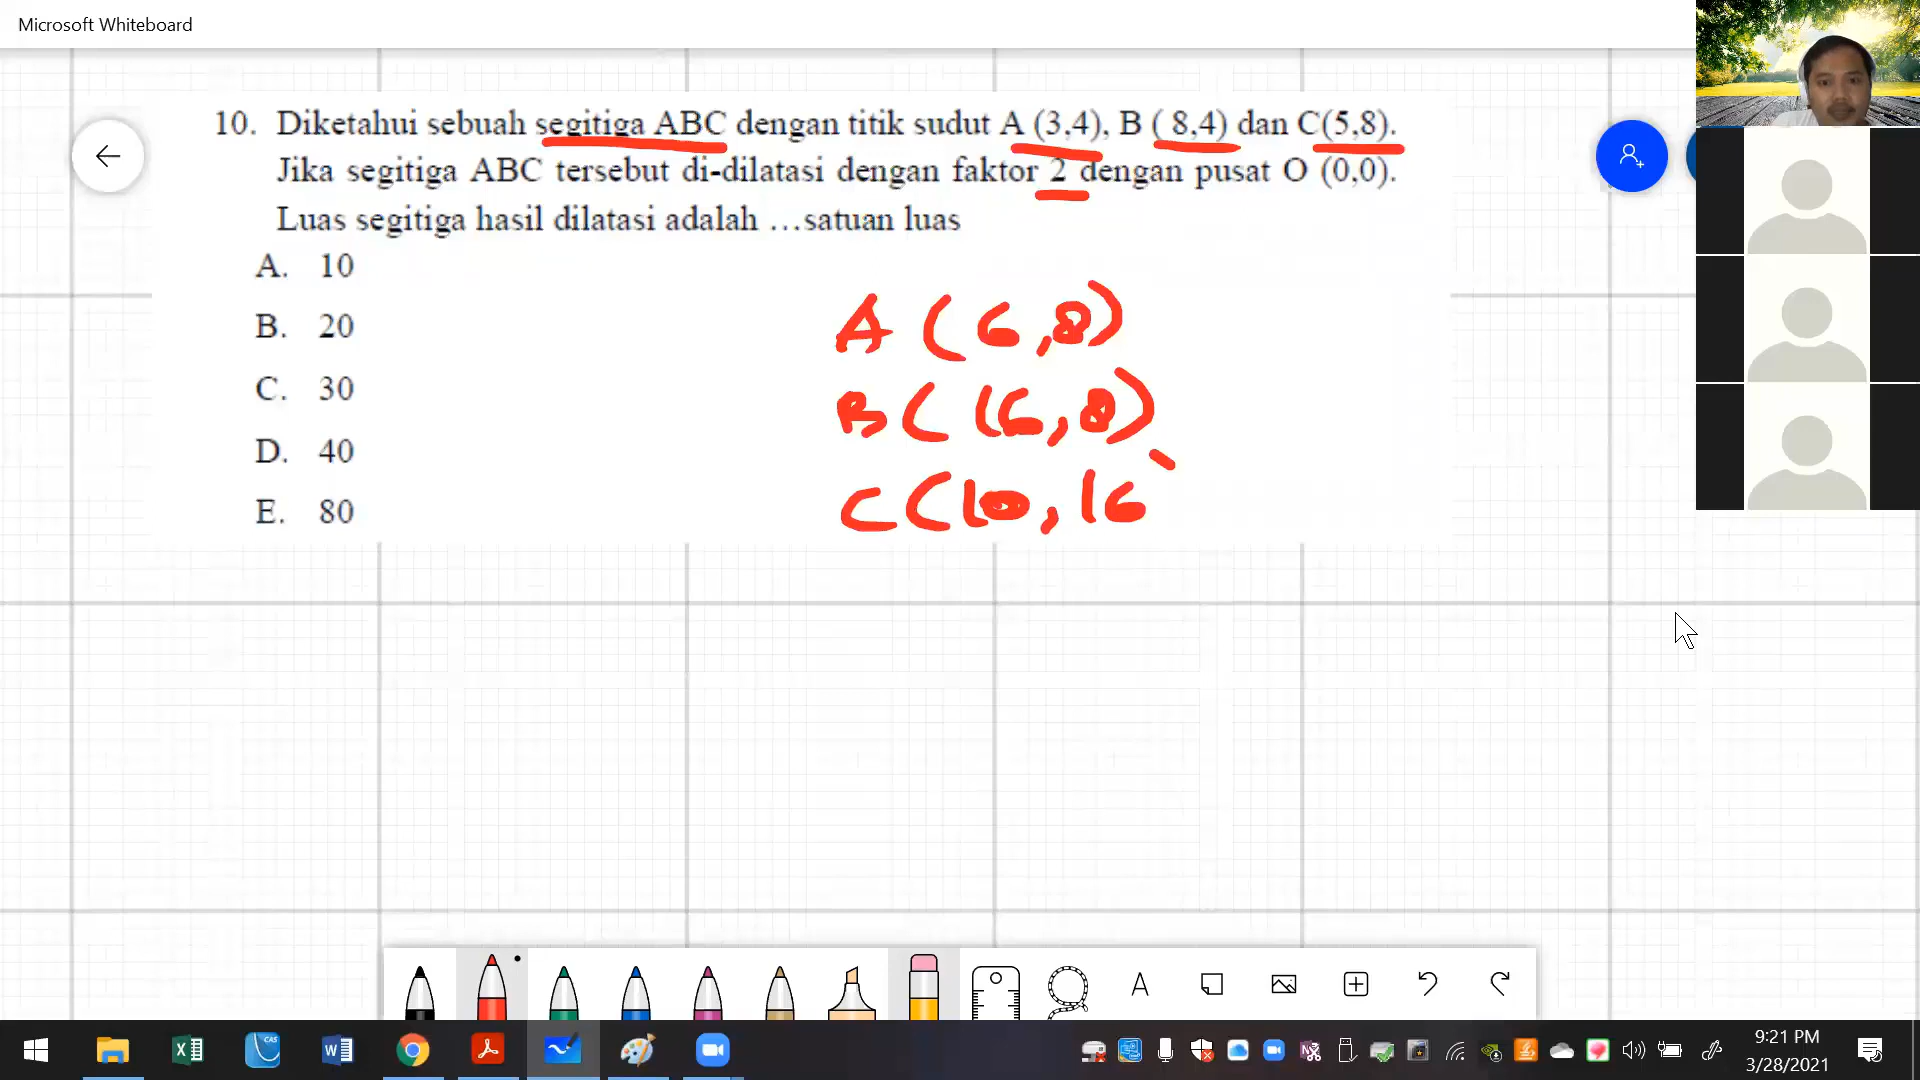 Microsoft Whiteboard
10. Diketahui sebuah segitiga ABC dengan titik sudut A (3,4), B ( 8,4) dan C(5,8).
Jika segitiga ABC tersebut di-dilatasi dengan faktor 2 dengan pusat O (0,0).
Luas segitiga hasil dilatasi adalah ...satuan luas
A. 10
B. 20
C. 30
D. 40
E. 80
A (6,8)
B (16,8)
C (10,16
9:21 PM
3/28/2021